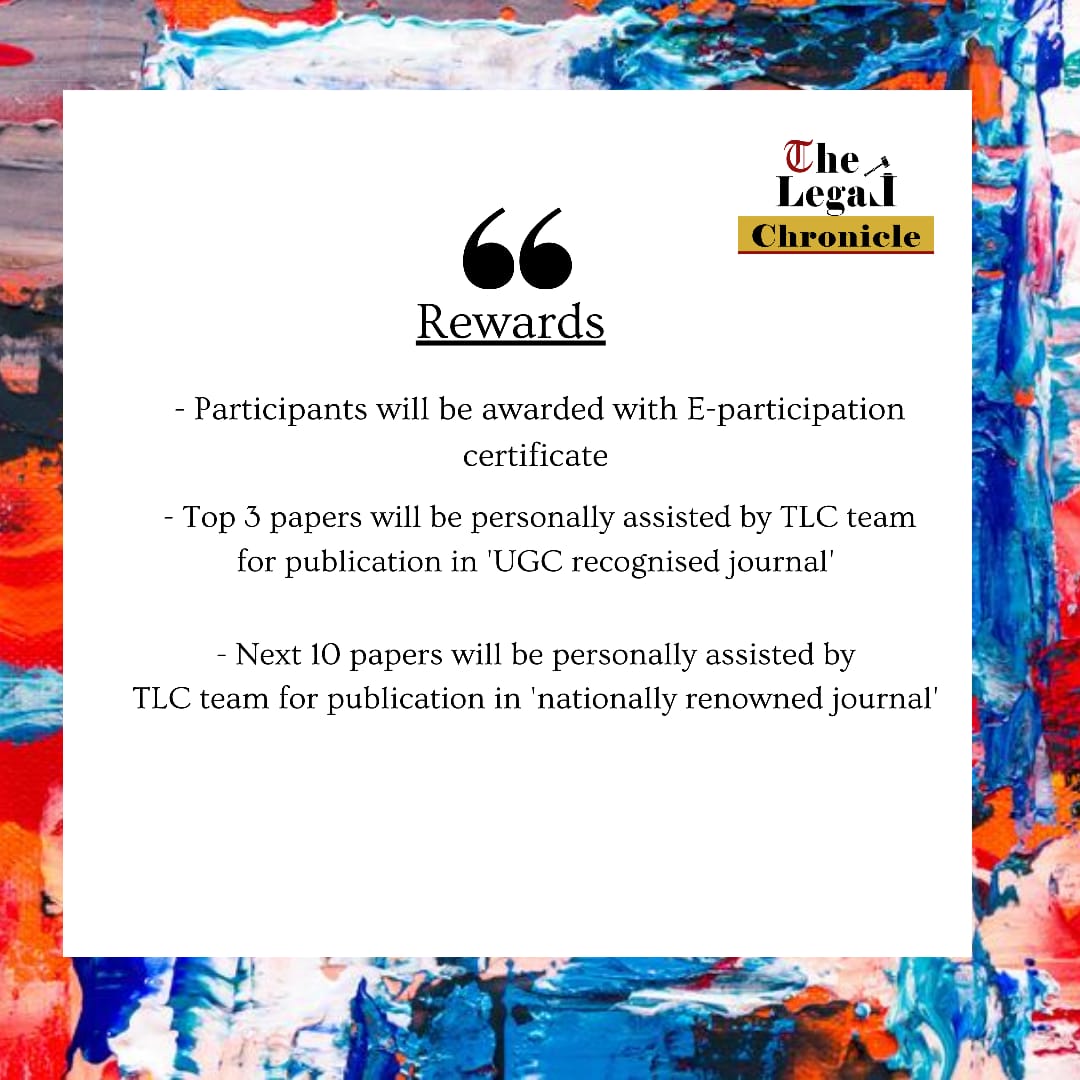 The
Legal
Chronicle
“
Rewards
- Participants will be awarded with E-participation
certificate
- Top 3 papers will be personally assisted by TLC team
for publication in 'UGC recognised journal'
- Next 10 papers will be personally assisted by
TLC team for publication in 'nationally renowned journal'